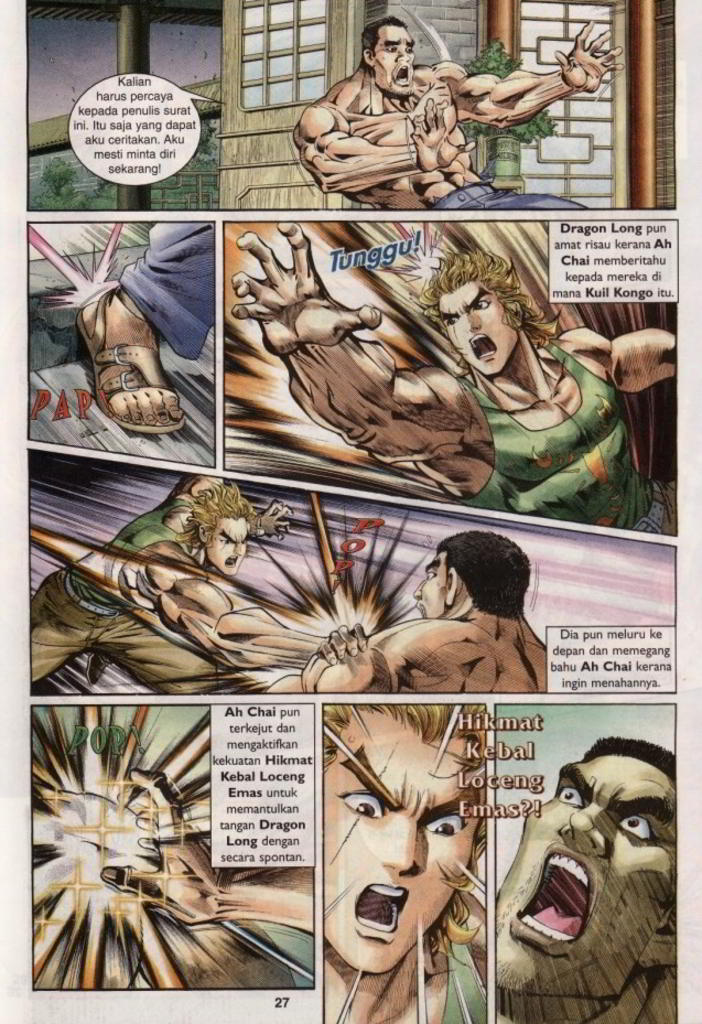 Kalian
harus percaya
kepada penulis surat
ini. Itu saja yang dapat
aku ceritakan. Aku
mesti minta diri
sekarang!
PAP!
Tunggu!
Dragon Long pun
amat risau kerana Ah
Chai memberitahu
kepada mereka di
mana Kuil Kongo itu.
POP
Dia pun meluru ke
depan dan memegang
bahu Ah Chai kerana
ingin menahannya.
POP!
Ah Chai pun
terkejut dan
mengaktifkan
kekuatan Hikmat
Kebal Loceng
Emas untuk
memantulkan
tangan Dragon
Long dengan
secara spontan.
Hikmat
Kebal
Loceng
Emas?!
27